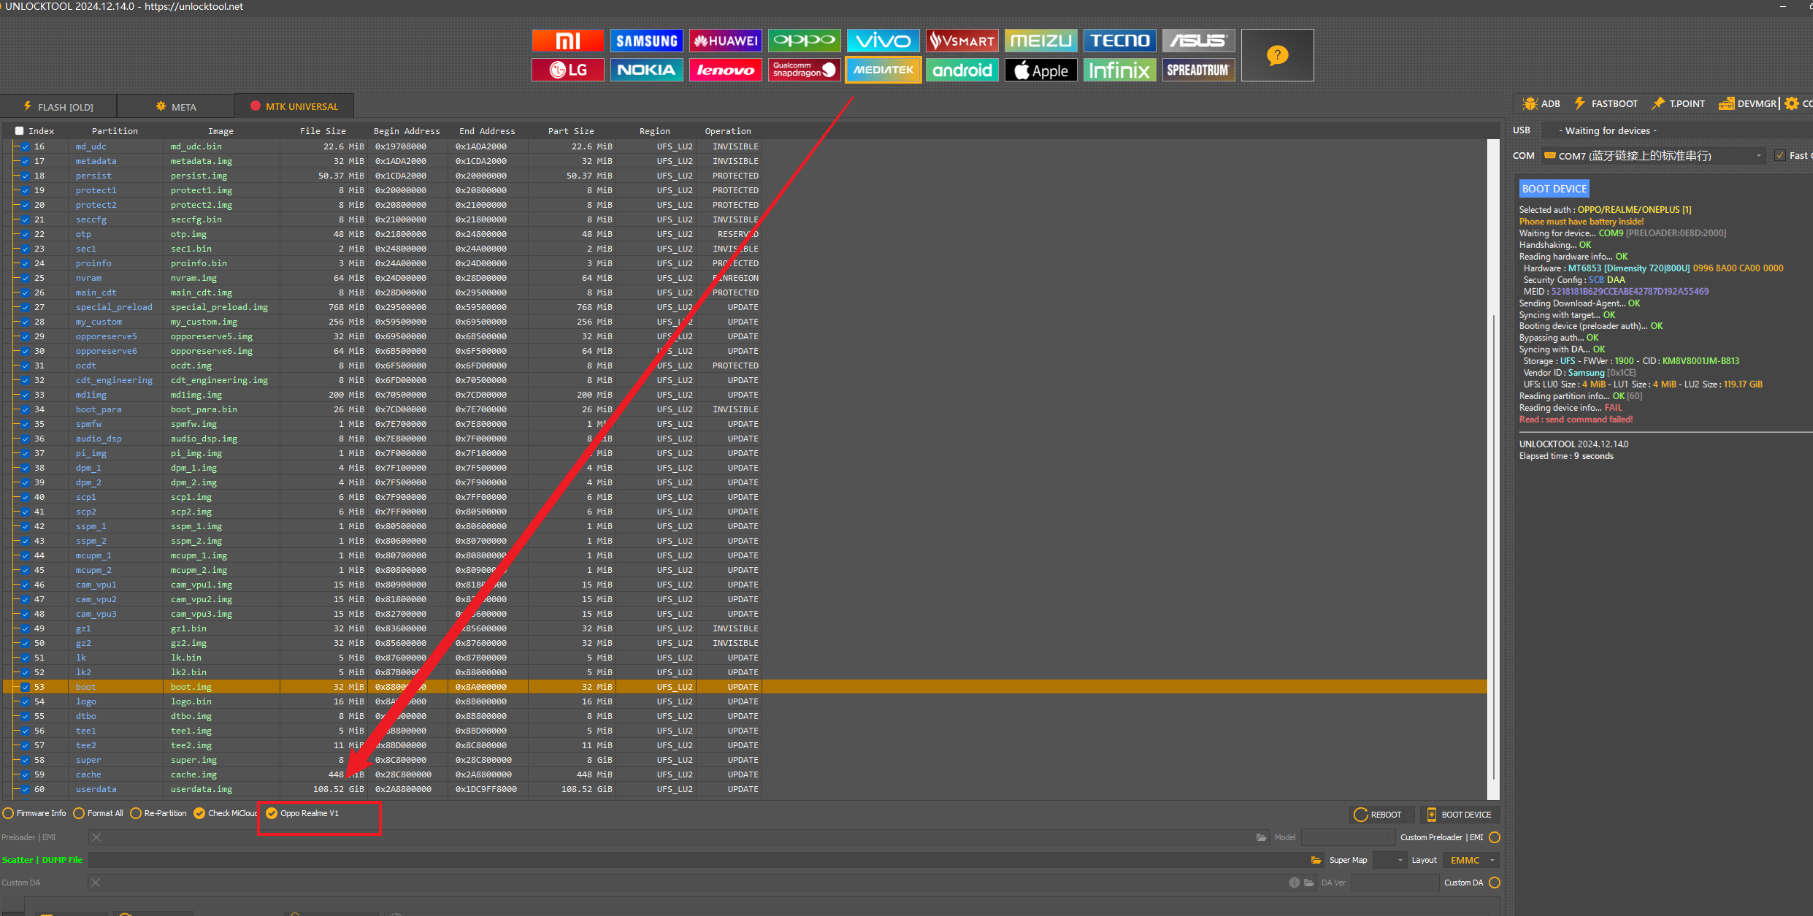 UNLOCKTOOL 2024.12.14.0 - https://unlocktool.net
mi SAMSUNG HUAWEI oppo vivo VSMART MEIZU TECNO ASUS
LG NOKIA lenovo Qualcomm snapdragon MEDIATEK android Apple Infinix SPREADTRUM ?
FLASH [OLD] META MTK UNIVERSAL
Index Partition Image File Size Begin Address End Address Part Size Region Operation
16 md_udc md_udc.bin 22.6 MiB 0x19708000 0x1ADA2000 22.6 MiB UFS_LU2 INVISIBLE
17 metadata metadata.img 32 MiB 0x1ADA2000 0x1CDA2000 32 MiB UFS_LU2 INVISIBLE
18 persist persist.img 50.37 MiB 0x1CDA2000 0x20000000 50.37 MiB UFS_LU2 PROTECTED
19 protect1 protect1.img 8 MiB 0x20000000 0x20800000 8 MiB UFS_LU2 PROTECTED
20 protect2 protect2.img 8 MiB 0x20800000 0x21000000 8 MiB UFS_LU2 PROTECTED
21 seccfg seccfg.bin 8 MiB 0x21000000 0x21800000 8 MiB UFS_LU2 INVISIBLE
22 otp otp.img 48 MiB 0x21800000 0x24800000 48 MiB UFS_LU2 RESERVED
23 sec1 sec1.bin 2 MiB 0x24800000 0x24A00000 2 MiB UFS_LU2
24 proinfo proinfo.bin 3 MiB 0x24A00000 0x24D00000 3 MiB UFS_LU2
25 nvram nvram.img 64 MiB 0x24D00000 0x28D00000 64 MiB UFS_LU2
26 main_cdt main_cdt.img 8 MiB 0x28D00000 0x29500000 8 MiB UFS_LU2 PROTECTED
27 special_preload special_preload.img 768 MiB 0x29500000 0x59500000 768 MiB UFS_LU2 UPDATE
28 my_custom my_custom.img 256 MiB 0x59500000 0x69500000 256 MiB UFS_LU2 UPDATE
29 opporeserve5 opporeserve5.img 32 MiB 0x69500000 0x6B500000 32 MiB UFS_LU2 UPDATE
30 opporeserve6 opporeserve6.img 64 MiB 0x6B500000 0x6F500000 64 MiB UFS_LU2 UPDATE
31 ocdt ocdt.img 8 MiB 0x6F500000 0x6FD00000 8 MiB UFS_LU2 PROTECTED
32 cdt_engineering cdt_engineering.img 8 MiB 0x6FD00000 0x70500000 8 MiB UFS_LU2 UPDATE
33 md1img md1img.img 200 MiB 0x70500000 0x7CD00000 200 MiB UFS_LU2 UPDATE
34 boot_para boot_para.bin 26 MiB 0x7CD00000 0x7E700000 26 MiB UFS_LU2 INVISIBLE
35 spmfw spmfw.img 1 MiB 0x7E700000 0x7E800000 1 UFS_LU2 UPDATE
36 audio_dsp audio_dsp.img 8 MiB 0x7E800000 0x7F000000 8 UFS_LU2 UPDATE
37 pi_img pi_img.img 1 MiB 0x7F000000 0x7F100000 1 UFS_LU2 UPDATE
38 dpm_1 dpm_1.img 4 MiB 0x7F100000 0x7F500000 4 MiB UFS_LU2 UPDATE
39 dpm_2 dpm_2.img 4 MiB 0x7F500000 0x7F900000 4 MiB UFS_LU2 UPDATE
40 scp1 scp1.img 6 MiB 0x7F900000 0x7FF00000 6 MiB UFS_LU2 UPDATE
41 scp2 scp2.img 6 MiB 0x7FF00000 0x80500000 6 MiB UFS_LU2 UPDATE
42 sspm_1 sspm_1.img 1 MiB 0x80500000 0x80600000 1 MiB UFS_LU2 UPDATE
43 sspm_2 sspm_2.img 1 MiB 0x80600000 0x80700000 1 MiB UFS_LU2 UPDATE
44 mcupm_1 mcupm_1.img 1 MiB 0x80700000 0x80800000 1 MiB UFS_LU2 UPDATE
45 mcupm_2 mcupm_2.img 1 MiB 0x80800000 0x80900000 1 MiB UFS_LU2 UPDATE
46 cam_vpu1 cam_vpu1.img 15 MiB 0x80900000 15 MiB UFS_LU2 UPDATE
47 cam_vpu2 cam_vpu2.img 15 MiB 0x81800000 15 MiB UFS_LU2 UPDATE
48 cam_vpu3 cam_vpu3.img 15 MiB 0x82700000 15 MiB UFS_LU2 UPDATE
49 gz1 gz1.bin 32 MiB 0x83600000 0x85600000 32 MiB UFS_LU2 INVISIBLE
50 gz2 gz2.img 32 MiB 0x85600000 0x87600000 32 MiB UFS_LU2 INVISIBLE
51 lk lk.bin 5 MiB 0x87600000 0x87B00000 5 MiB UFS_LU2 UPDATE
52 lk2 lk2.bin 5 MiB 0x88000000 5 MiB UFS_LU2 UPDATE
53 boot boot.img 32 MiB 0x8A000000 32 MiB UFS_LU2 UPDATE
54 logo logo.bin 16 MiB 0x8B000000 16 MiB UFS_LU2 UPDATE
55 dtbo dtbo.img 8 MiB 0x8B800000 8 MiB UFS_LU2 UPDATE
56 tee1 tee1.img 5 MiB 0x8BD00000 5 MiB UFS_LU2 UPDATE
57 tee2 tee2.img 11 MiB 0x8BD00000 0x8C800000 11 MiB UFS_LU2 UPDATE
58 super super.img 8 0x8C800000 0x28C800000 8 GiB UFS_LU2 UPDATE
59 cache cache.img 448 MiB 0x28C800000 0x2A8800000 448 MiB UFS_LU2 UPDATE
60 userdata userdata.img 108.52 GiB 0x2A8800000 0x1DC9FF8000 108.52 GiB UFS_LU2 UPDATE
Firmware Info Format All Re-Partition Check MiCloud Oppo Realme V1 REBOOT BOOT DEVICE
Preloader | EMI Model Custom Preloader | EMI
Scatter | DUMP File Super Map Layout EMMC
Custom DA DA Ver Custom DA
ADB FASTBOOT T.POINT DEVMGR CO
USB - Waiting for devices -
COM COM7 (蓝牙链接上的标准串行) Fast
BOOT DEVICE
Selected auth : OPPO/REALME/ONEPLUS [1]
Phone must have battery inside!
Waiting for device... COM9 [PRELOADER:0E8D:2000]
Handshaking... OK
Reading hardware info... OK
Hardware : MT6853 [Dimensity 720|800U] 0996 8A00 CA00 0000
Security Config : SCB DAA
MEID : 5218181B629CCEABE42787D192A55469
Sending Download-Agent... OK
Syncing with target... OK
Booting device (preloader auth)... OK
Bypassing auth... OK
Syncing with DA... OK
Storage : UFS - FWVer : 1900 - CID : KM8V8001JM-B813
Vendor ID : Samsung [0x1CE]
UFS: LU0 Size : 4 MiB - LU1 Size : 4 MiB - LU2 Size : 119.17 GiB
Reading partition info... OK [60]
Reading device info... FAIL
Read : send command failed!
UNLOCKTOOL 2024.12.14.0
Elapsed time : 9 seconds